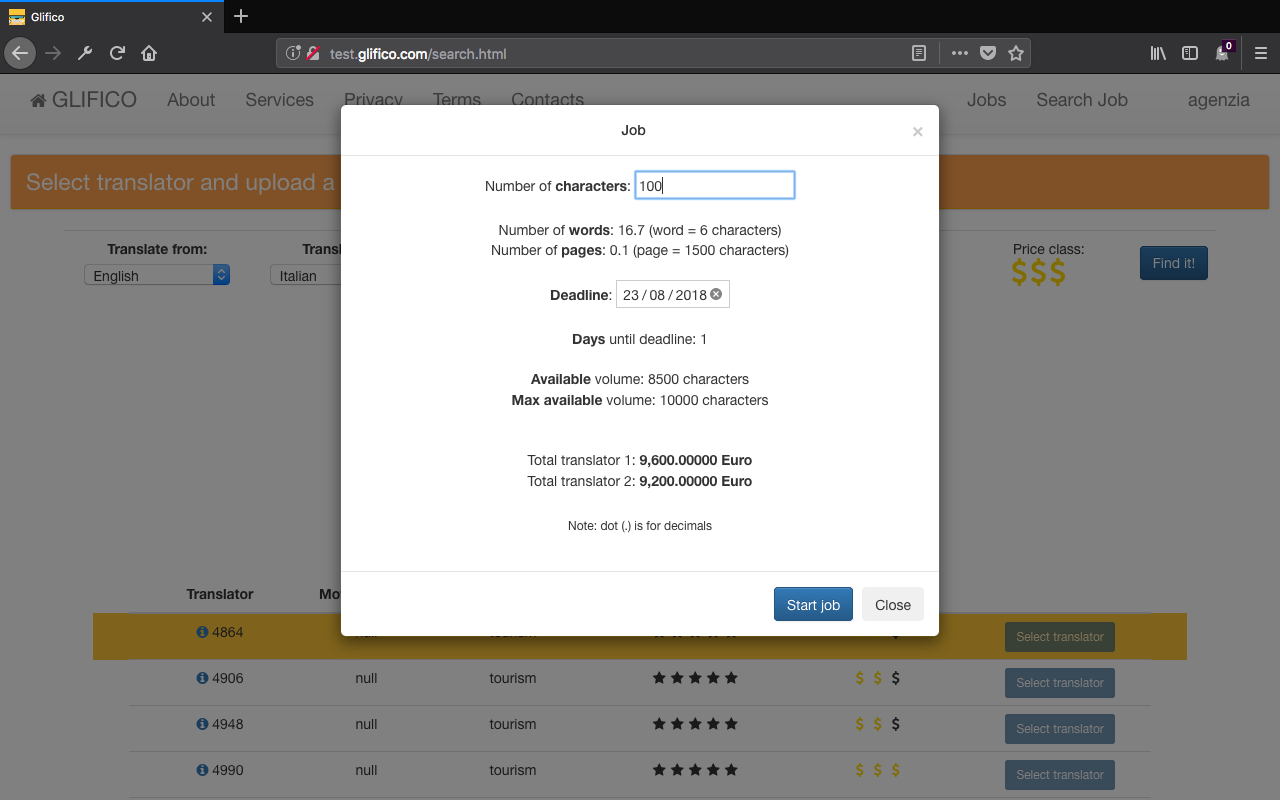 Glifico
0
test.glifico.com/search.html
GLIFICO About Services Privacy Terms Contacts Jobs Search Job agenzia
Select translator and upload a
Job
×
Number of characters: 100
Number of words: 16.7 (word = 6 characters)
Number of pages: 0.1 (page = 1500 characters)
Deadline: 23/08/2018
Days until deadline: 1
Available volume: 8500 characters
Max available volume: 10000 characters
Total translator 1: 9,600.00000 Euro
Total translator 2: 9,200.00000 Euro
Note: dot (.) is for decimals
Start job Close
Translate from:
English
Italian
Price class:
$$$
Find it!
Translator
4864 null tourism Select translator
4906 null tourism $ $ $ Select translator
4948 null tourism $ $ $ Select translator
4990 null tourism $ $ $ Select translator